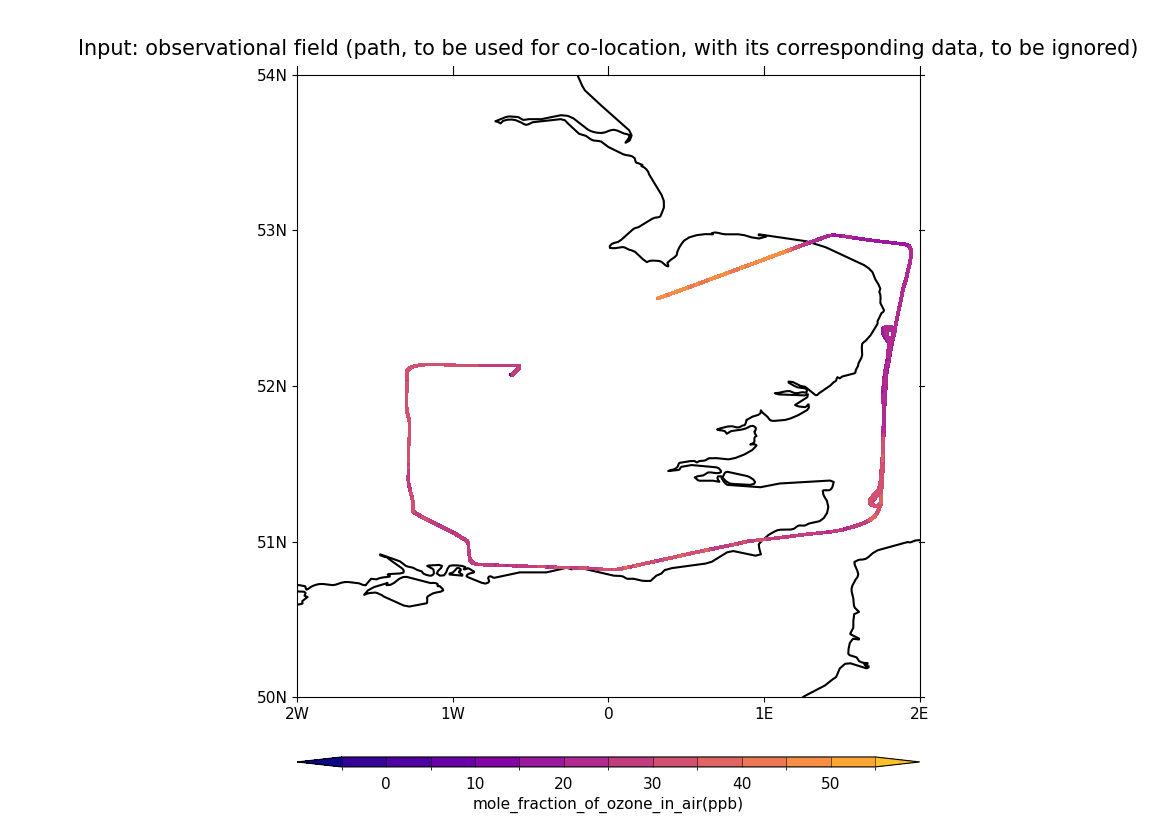 Input: observational field (path, to be used for co-location, with its corresponding data, to be ignored)
54N
53N
52N
51N
50N
2W 1W 0 1E 2E
0 10 20 30 40 50
mole_fraction_of_ozone_in_air(ppb)